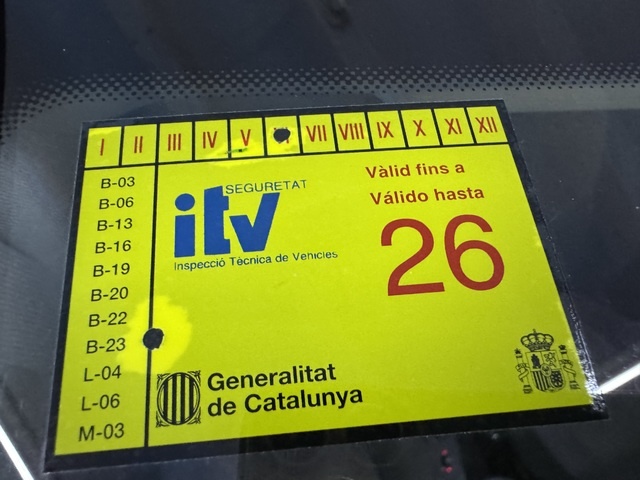 I II III IV V VII VIII IX X XI XII
B-03
B-06
B-13
B-16
B-19
B-20
B-22
B-23
L-04
L-06
M-03
SEGURETAT
itv
Inspecció Tècnica de Vehicles
Vàlid fins a
Válido hasta
26
Generalitat
de Catalunya